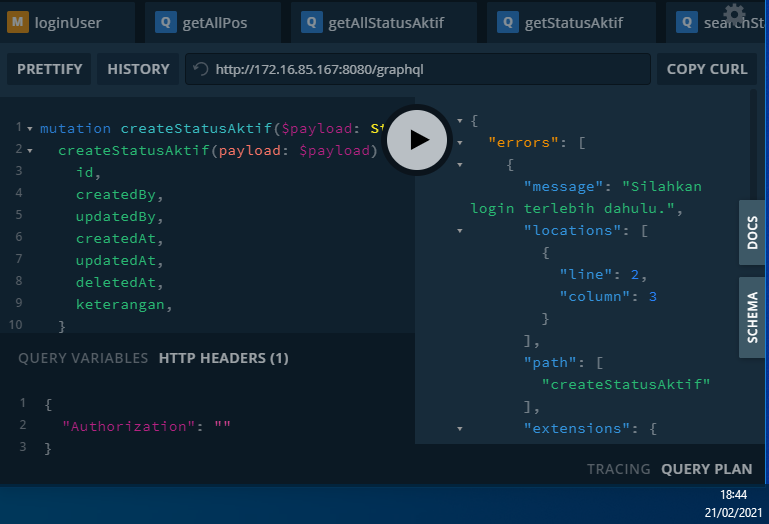 M loginUser
Q getAllPos
Q getAllStatusAktif
Q getStatusAktif
Q searchSt
PRETTIFY
HISTORY
http://172.16.85.167:8080/graphql
COPY CURL
1 mutation createStatusAktif($payload: St
2 createStatusAktif(payload: $payload)
3 id,
4 createdBy,
5 updatedBy,
6 createdAt,
7 updatedAt,
8 deletedAt,
9 keterangan,
10 }
{
"errors": [
{
"message": "Silahkan
login terlebih dahulu.",
"locations": [
{
"line": 2,
"column": 3
}
],
"path": [
"createStatusAktif"
],
"extensions": {
DOCS
SCHEMA
QUERY VARIABLES HTTP HEADERS (1)
1 {
2 "Authorization": ""
3 }
TRACING QUERY PLAN
18:44
21/02/2021